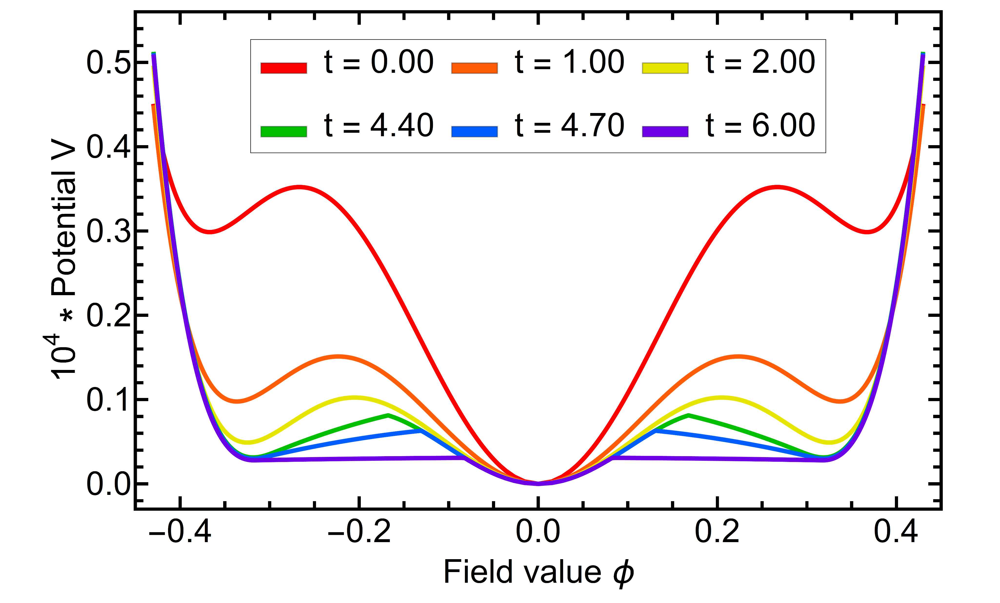 t = 0.00 t = 1.00 t = 2.00
t = 4.40 t = 4.70 t = 6.00
10⁴ * Potential V
0.5
0.4
0.3
0.2
0.1
0.0
−0.4 −0.2 0.0 0.2 0.4
Field value ϕ